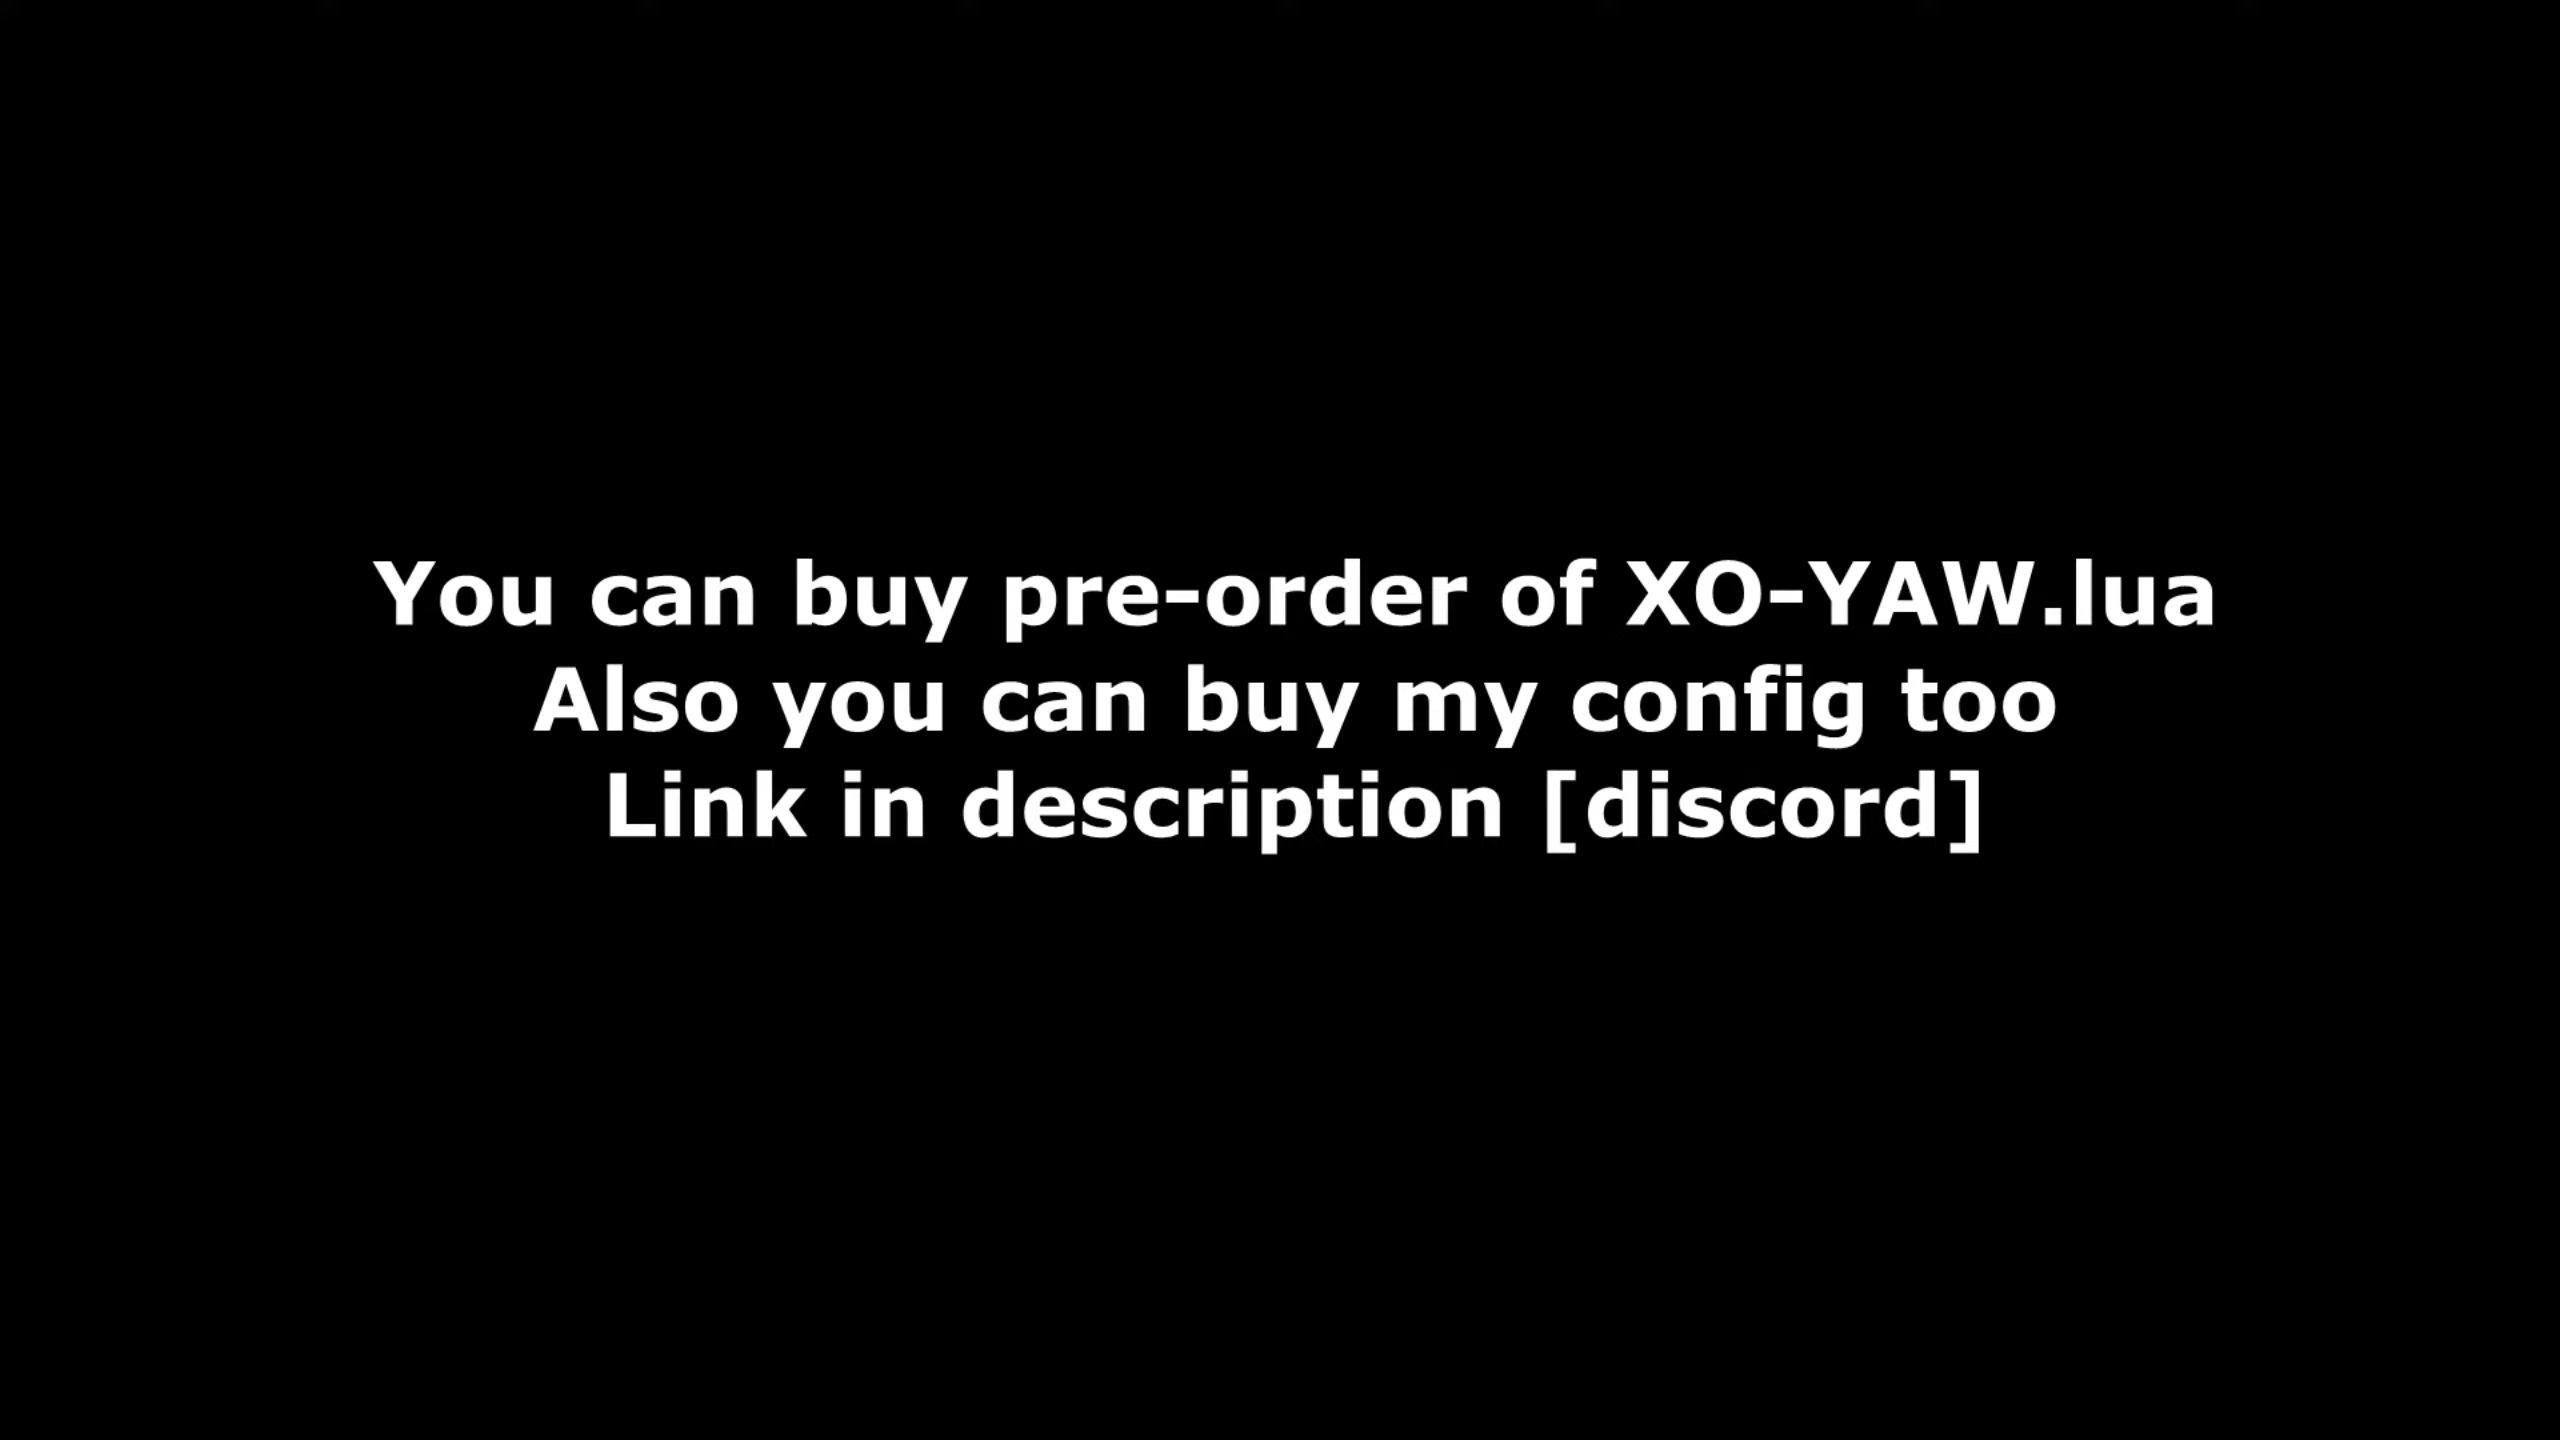 You can buy pre-order of XO-YAW.lua
Also you can buy my config too
Link in description [discord]